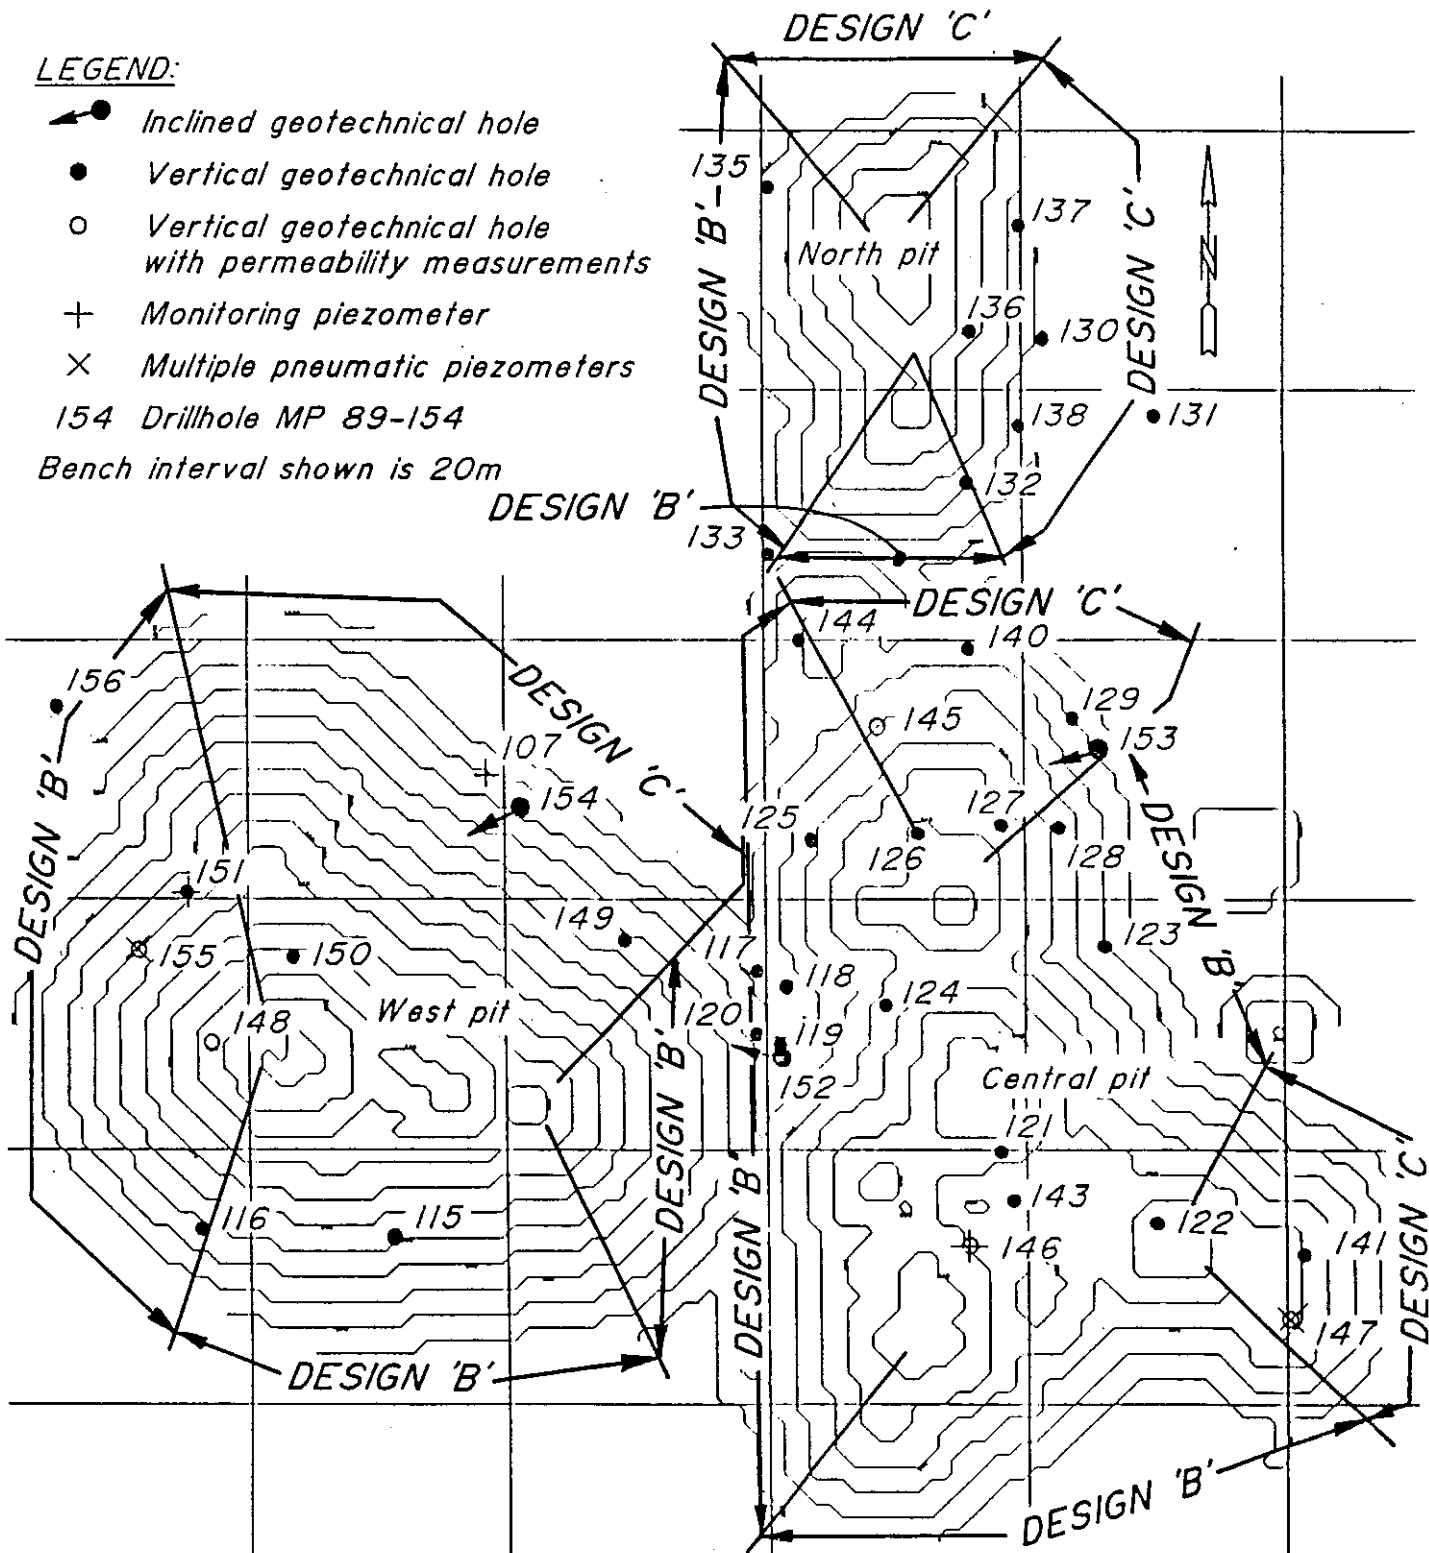 DESIGN 'C'
LEGEND:
Inclined geotechnical hole
Vertical geotechnical hole
Vertical geotechnical hole
with permeability measurements
Monitoring piezometer
Multiple pneumatic piezometers
154 Drillhole MP 89-154
Bench interval shown is 20m
135
DESIGN 'B'
137
North pit
N
DESIGN 'C'
136
130
131
138
132
DESIGN 'B'
133
DESIGN 'C'
144
140
156
DESIGN 'C'
145
129
153
107
154
DESIGN 'B'
125
127
126
128
DESIGN 'B'
151
149
117
123
155
150
118
124
West pit
120
119
148
152
Central pit
DESIGN 'B'
121
DESIGN 'C'
143
122
116
115
146
141
DESIGN 'B'
147
DESIGN 'B'
DESIGN 'B'